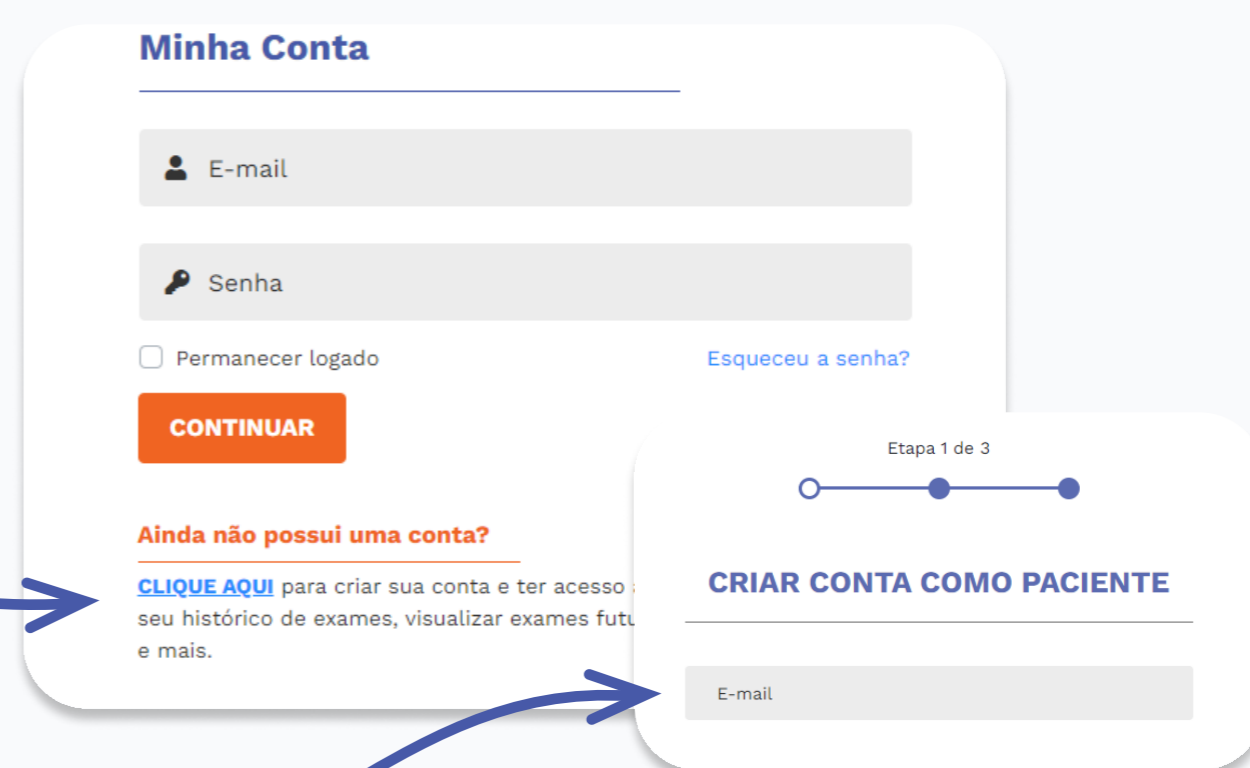 Minha Conta
E-mail
Senha
Permanecer logado
Esqueceu a senha?
CONTINUAR
Ainda não possui uma conta?
CLIQUE AQUI para criar sua conta e ter acesso
seu histórico de exames, visualizar exames
e mais.
Etapa 1 de 3
CRIAR CONTA COMO PACIENTE
E-mail